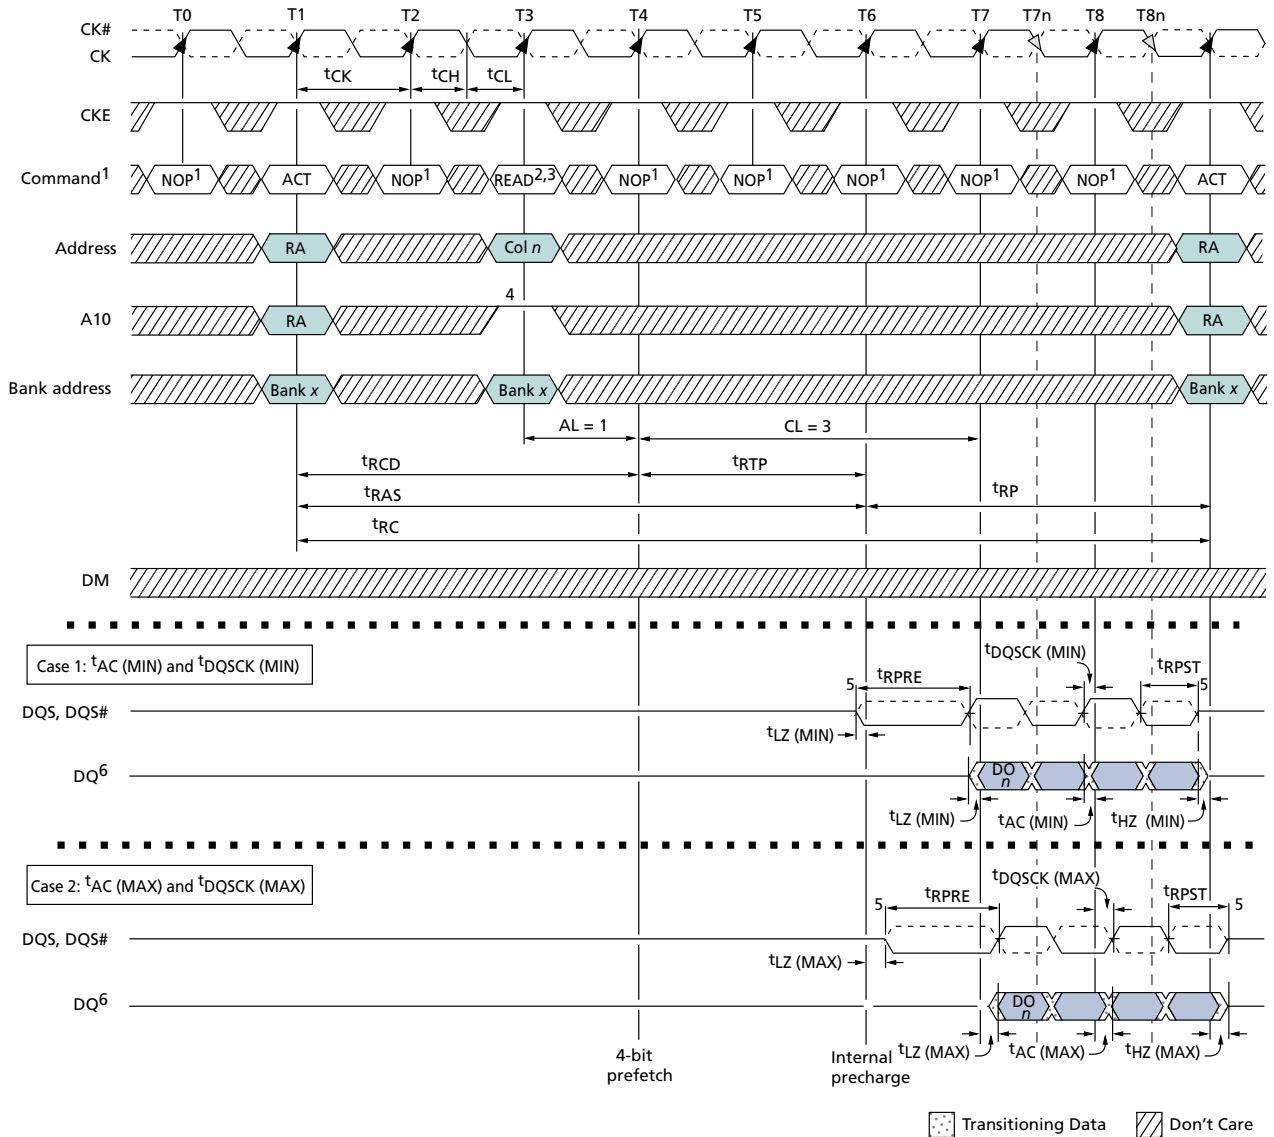 T0 T1 T2 T3 T4 T5 T6 T7 T7n T8 T8n
CK#
CK
tCK tCH tCL
CKE
Command1 NOP1 ACT NOP1 READ2,3 NOP1 NOP1 NOP1 NOP1 NOP1 ACT
Address RA Col n RA
4
A10 RA RA
Bank address Bank x Bank x Bank x
AL = 1 CL = 3
tRCD tRTP
tRAS tRP
tRC
DM
Case 1: tAC (MIN) and tDQSCK (MIN)
tDQSCK (MIN)
5 tRPRE tRPST 5
DQS, DQS#
tLZ (MIN)
DQ6 DO n
tLZ (MIN) tAC (MIN) tHZ (MIN)
Case 2: tAC (MAX) and tDQSCK (MAX)
tDQSCK (MAX)
5 tRPRE tRPST 5
DQS, DQS#
tLZ (MAX)
DQ6 DO n
tLZ (MAX) tAC (MAX) tHZ (MAX)
4-bit prefetch
Internal precharge
Transitioning Data Don't Care